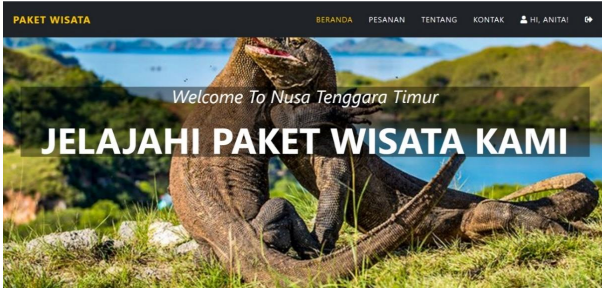 PAKET WISATA
BERANDA PESANAN TENTANG KONTAK HI, ANITA!
Welcome To Nusa Tenggara Timur
JELAJAHI PAKET WISATA KAMI